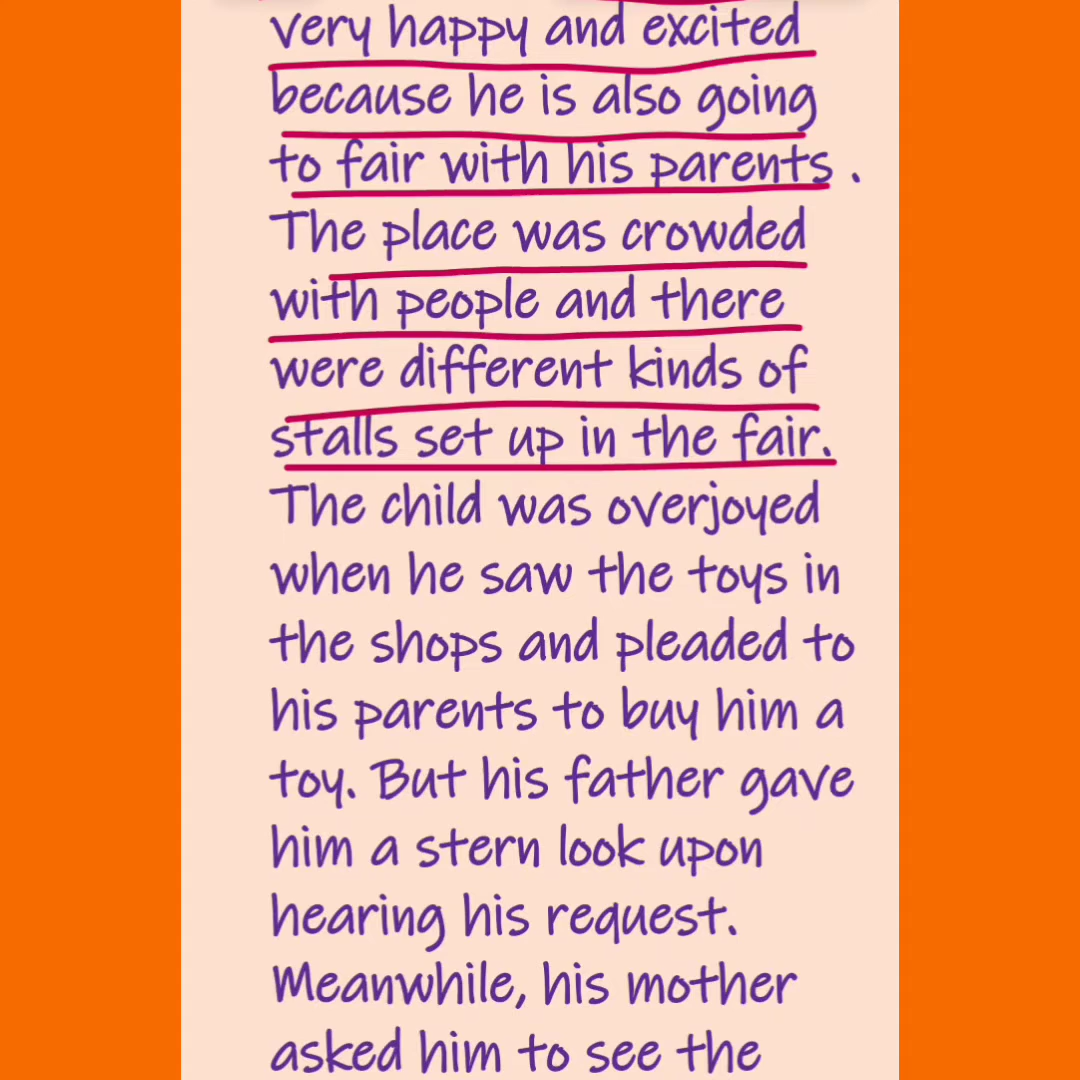 very happy and excited
because he is also going
to fair with his parents .
The place was crowded
with people and there
were different kinds of
stalls set up in the fair.
The child was overjoyed
when he saw the toys in
the shops and pleaded to
his parents to buy him a
toy. But his father gave
him a stern look upon
hearing his request.
Meanwhile, his mother
asked him to see the